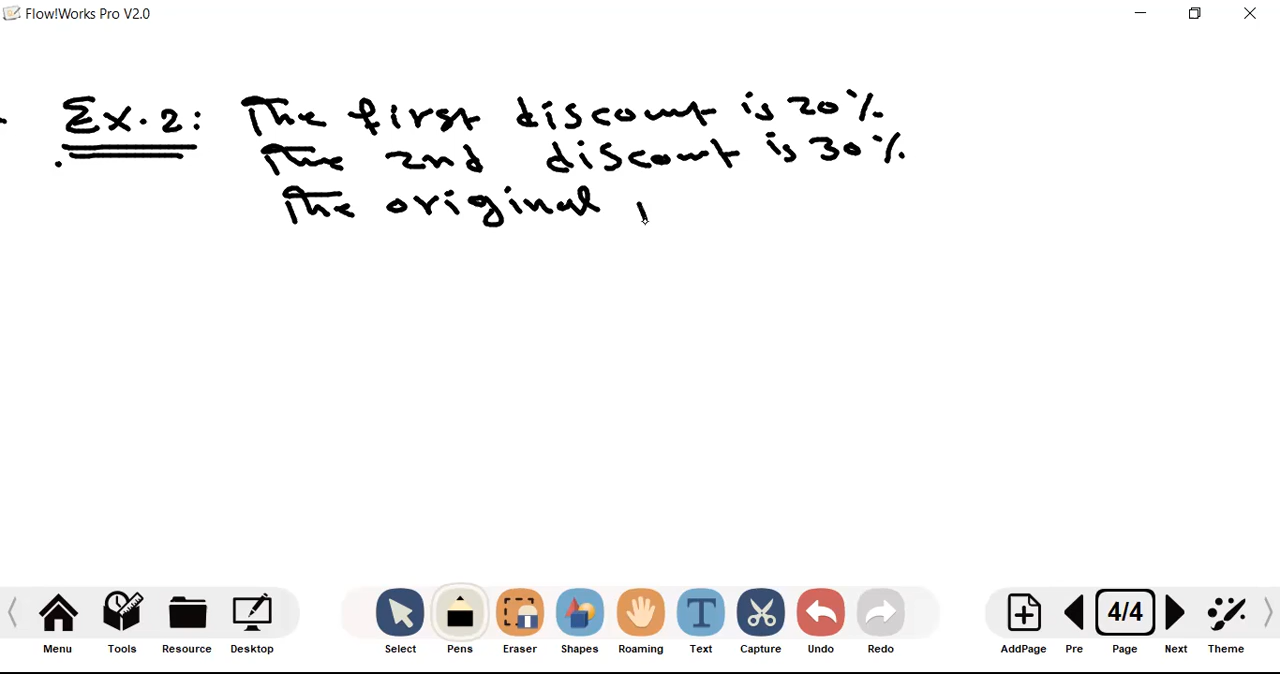 Flow!Works Pro V2.0
Ex.2: The first discount is 20%
The 2nd discount is 30%
The original
4/4
Menu Tools Resource Desktop Select Pens Eraser Shapes Roaming Text Capture Undo Redo AddPage Pre Page Next Theme